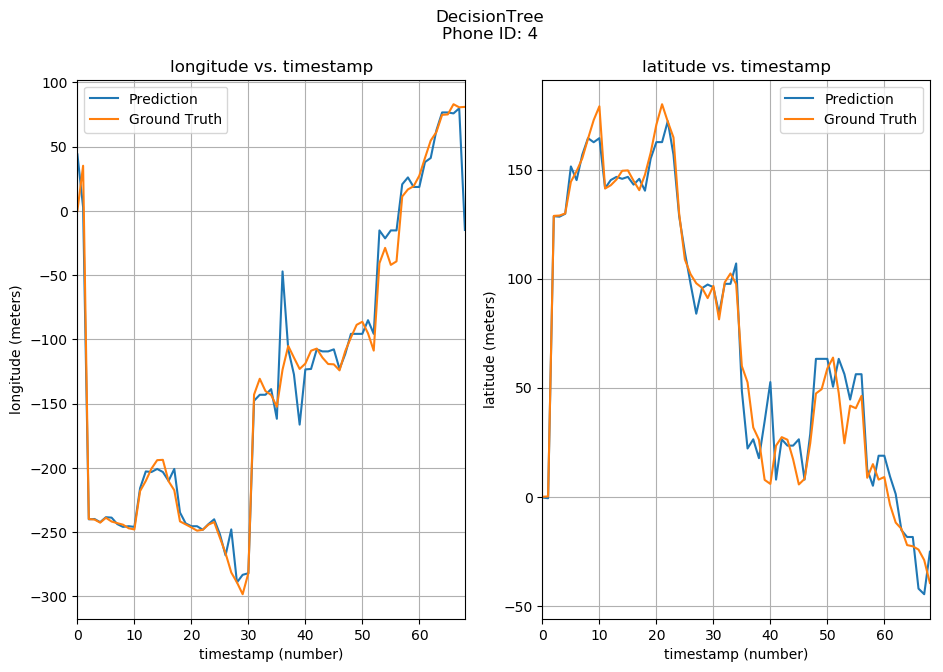 DecisionTree
Phone ID: 4
longitude vs. timestamp
longitude (meters)
100
50
0
−50
−100
−150
−200
−250
−300
Prediction
Ground Truth
0 10 20 30 40 50 60
timestamp (number)
latitude vs. timestamp
latitude (meters)
150
100
50
0
−50
Prediction
Ground Truth
0 10 20 30 40 50 60
timestamp (number)